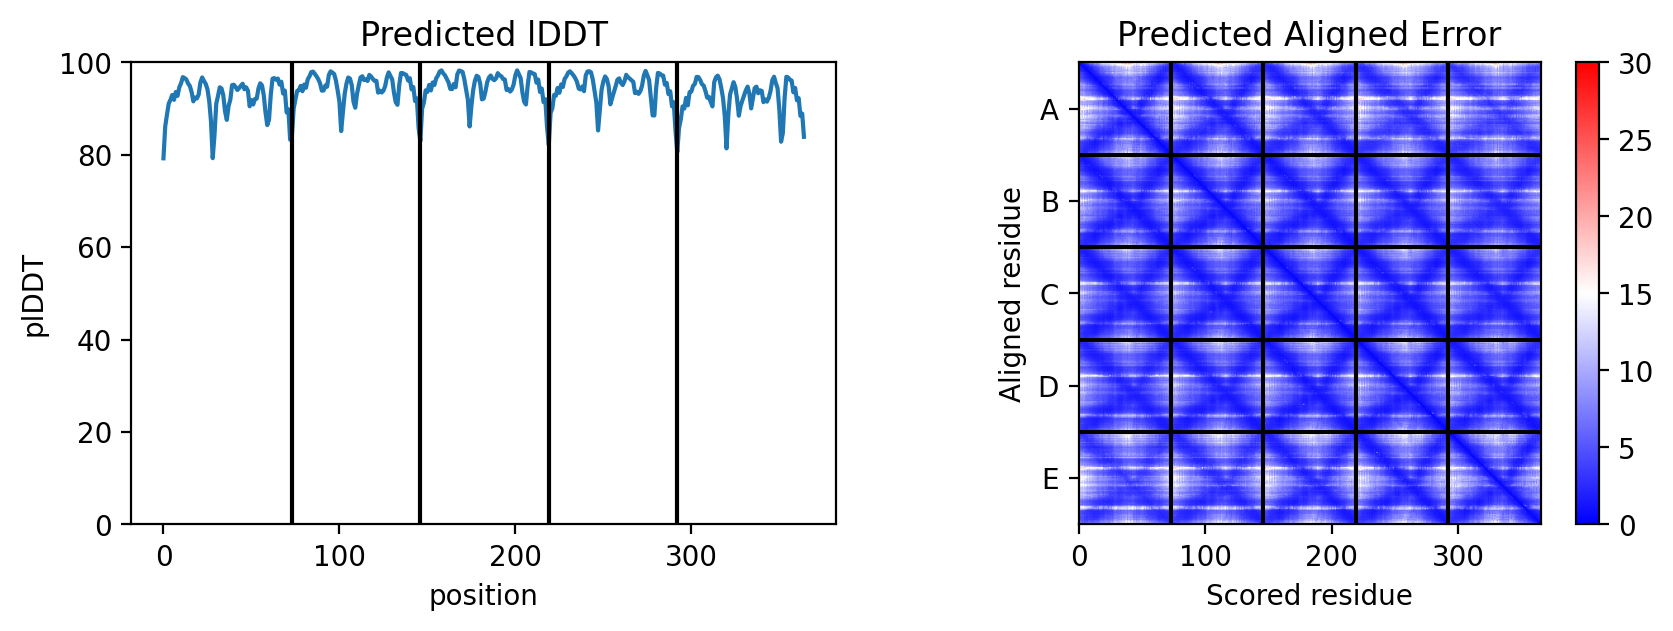 Predicted lDDT
100
80
60
40
20
0
plDDT
0 100 200 300
position
Predicted Aligned Error
A
B
C
D
E
Aligned residue
0 100 200 300
Scored residue
30
25
20
15
10
5
0